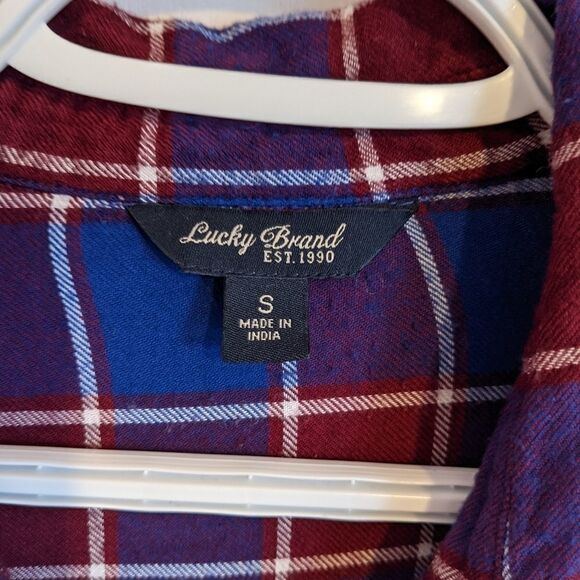 Lucky Brand
EST. 1990
S
MADE IN
INDIA